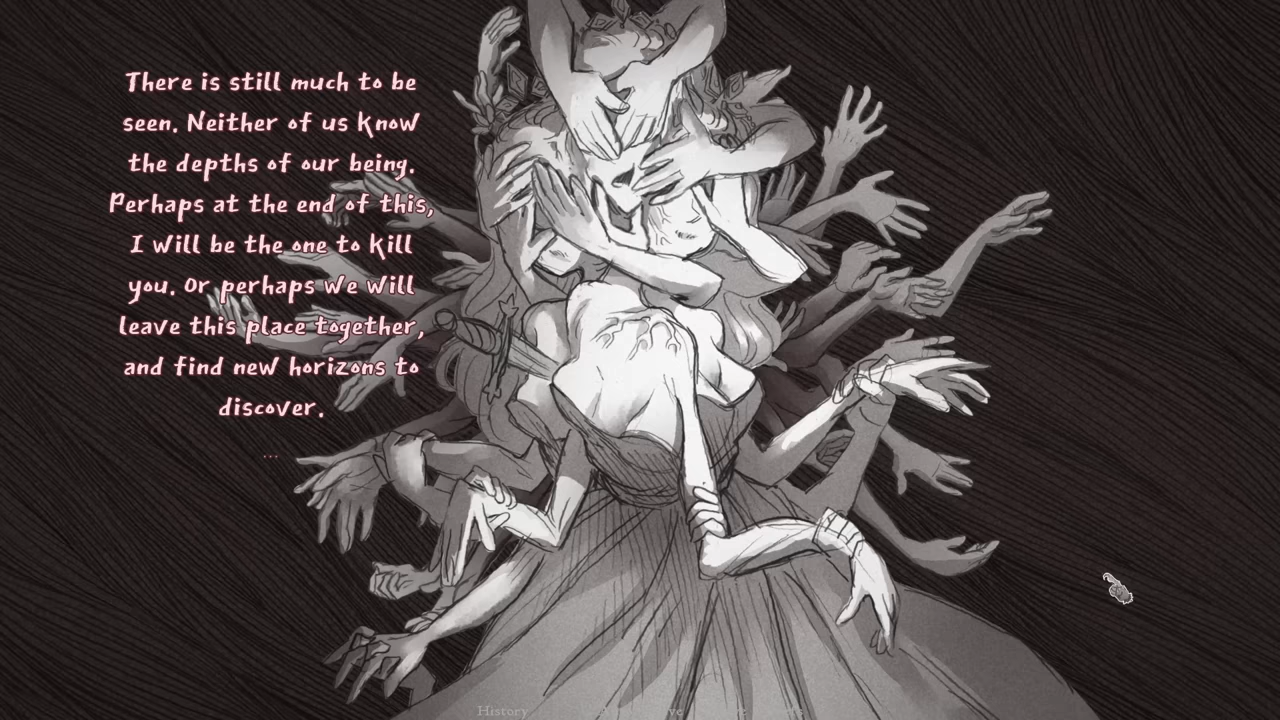 There is still much to be
seen. Neither of us know
the depths of our being.
Perhaps at the end of this,
I will be the one to kill
you. Or perhaps we will
leave this place together,
and find new horizons to
discover.
...
History